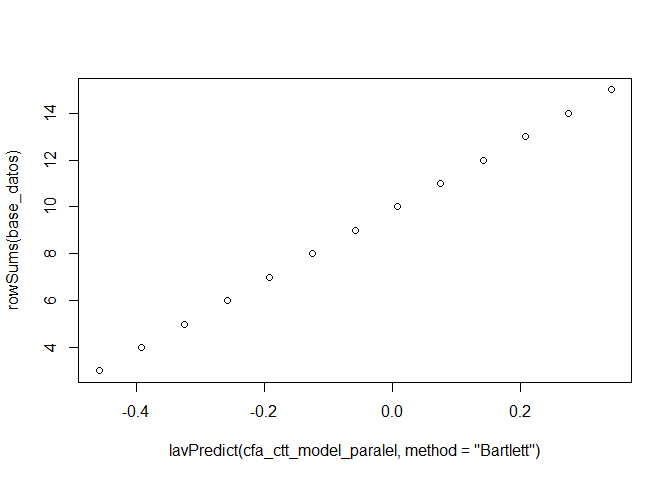 rowSums(base_datos)
14
12
10
8
6
4
-0.4 -0.2 0.0 0.2
lavPredict(cfa_ctt_model_paralel, method = "Bartlett")